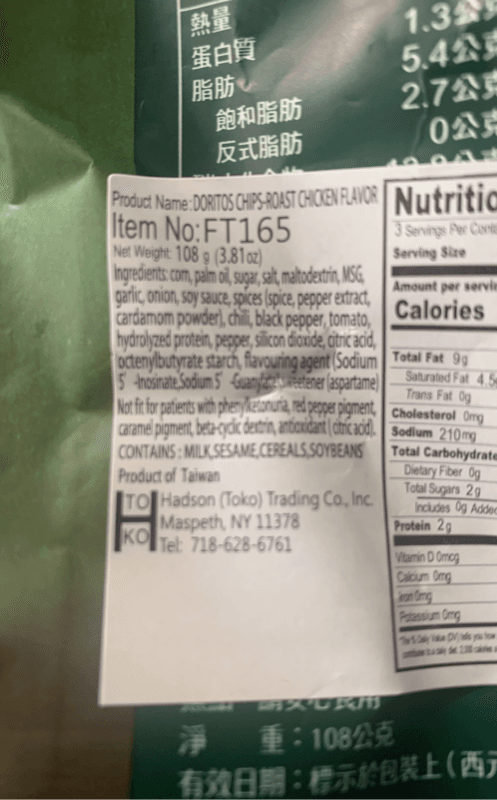 熱量
蛋白質 1.3公
脂肪 5.4公克
飽和脂肪 2.7公克
反式脂肪 0公克
Product Name: DORITOS CHIPS-ROAST CHICKEN FLAVOR
Item No: FT165
Net Weight: 108 g (3.81oz)
Ingredients: corn, palm oil, sugar, salt, maltodextrin, MSG,
garlic, onion, soy sauce, spices (spice, pepper extract,
cardamom powder), chili, black pepper, tomato,
hydrolyzed protein, pepper, silicon dioxide, citric acid,
octenylbutyrate starch, flavouring agent (Sodium
5'-Inosinate,Sodium 5'-Guanylate), sweetener (aspartame)
Not fit for patients with phenylketonuria, red pepper pigment,
caramel pigment, beta-cyclic dextrin, antioxidant (citric acid).
CONTAINS: MILK,SESAME,CEREALS,SOYBEANS
Product of Taiwan
TO
H
KO
Hadson (Toko) Trading Co., Inc.
Maspeth, NY 11378
Tel: 718-628-6761
Nutritio
3 Servings Per Conta
Serving Size
Amount per servin
Calories
Total Fat 9g
Saturated Fat 4.5g
Trans Fat 0g
Cholesterol 0mg
Sodium 210mg
Total Carbohydrate
Dietary Fiber 0g
Total Sugars 2g
Includes 0g Added
Protein 2g
Vitamin D 0mcg
Calcium 0mg
Iron 0mg
Potassium 0mg
淨 重:108公克
有效日期:標示於包裝上(西元